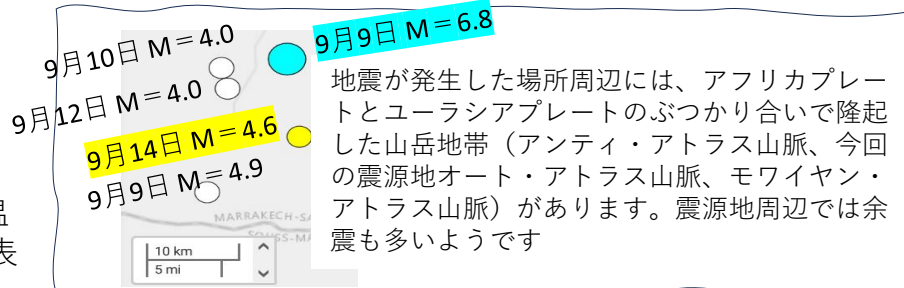 9月9日 M＝6.8
9月10日 M＝4.0
9月12日 M＝4.0
9月14日 M＝4.6
9月9日 M＝4.9
地震が発生した場所周辺には、アフリカプレー
トとユーラシアプレートのぶつかり合いで隆起
した山岳地帯（アンティ・アトラス山脈、今回
の震源地オート・アトラス山脈、モワイヤン・
アトラス山脈）があります。震源地周辺では余
震も多いようです
MARRAKECH-SA
SOUSS-MA
10 km
5 mi
表